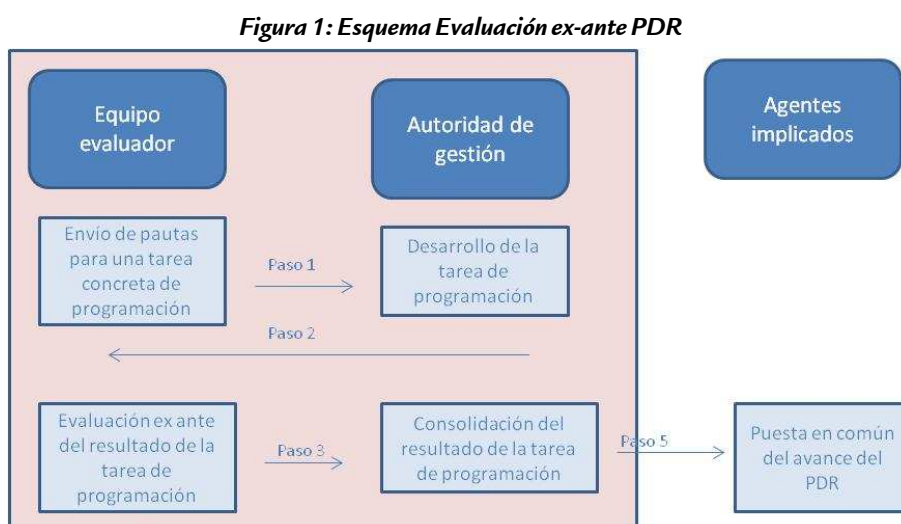 Figura 1: Esquema Evaluación ex-ante PDR
Equipo
evaluador
Autoridad de
gestión
Agentes
implicados
Envío de pautas
para una tarea
concreta de
programación
Paso 1
Desarrollo de la
tarea de
programación
Paso 2
Evaluación ex ante
del resultado de la
tarea de
programación
Paso 3
Consolidación del
resultado de la tarea
de programación
Paso 5
Puesta en común
del avance del
PDR